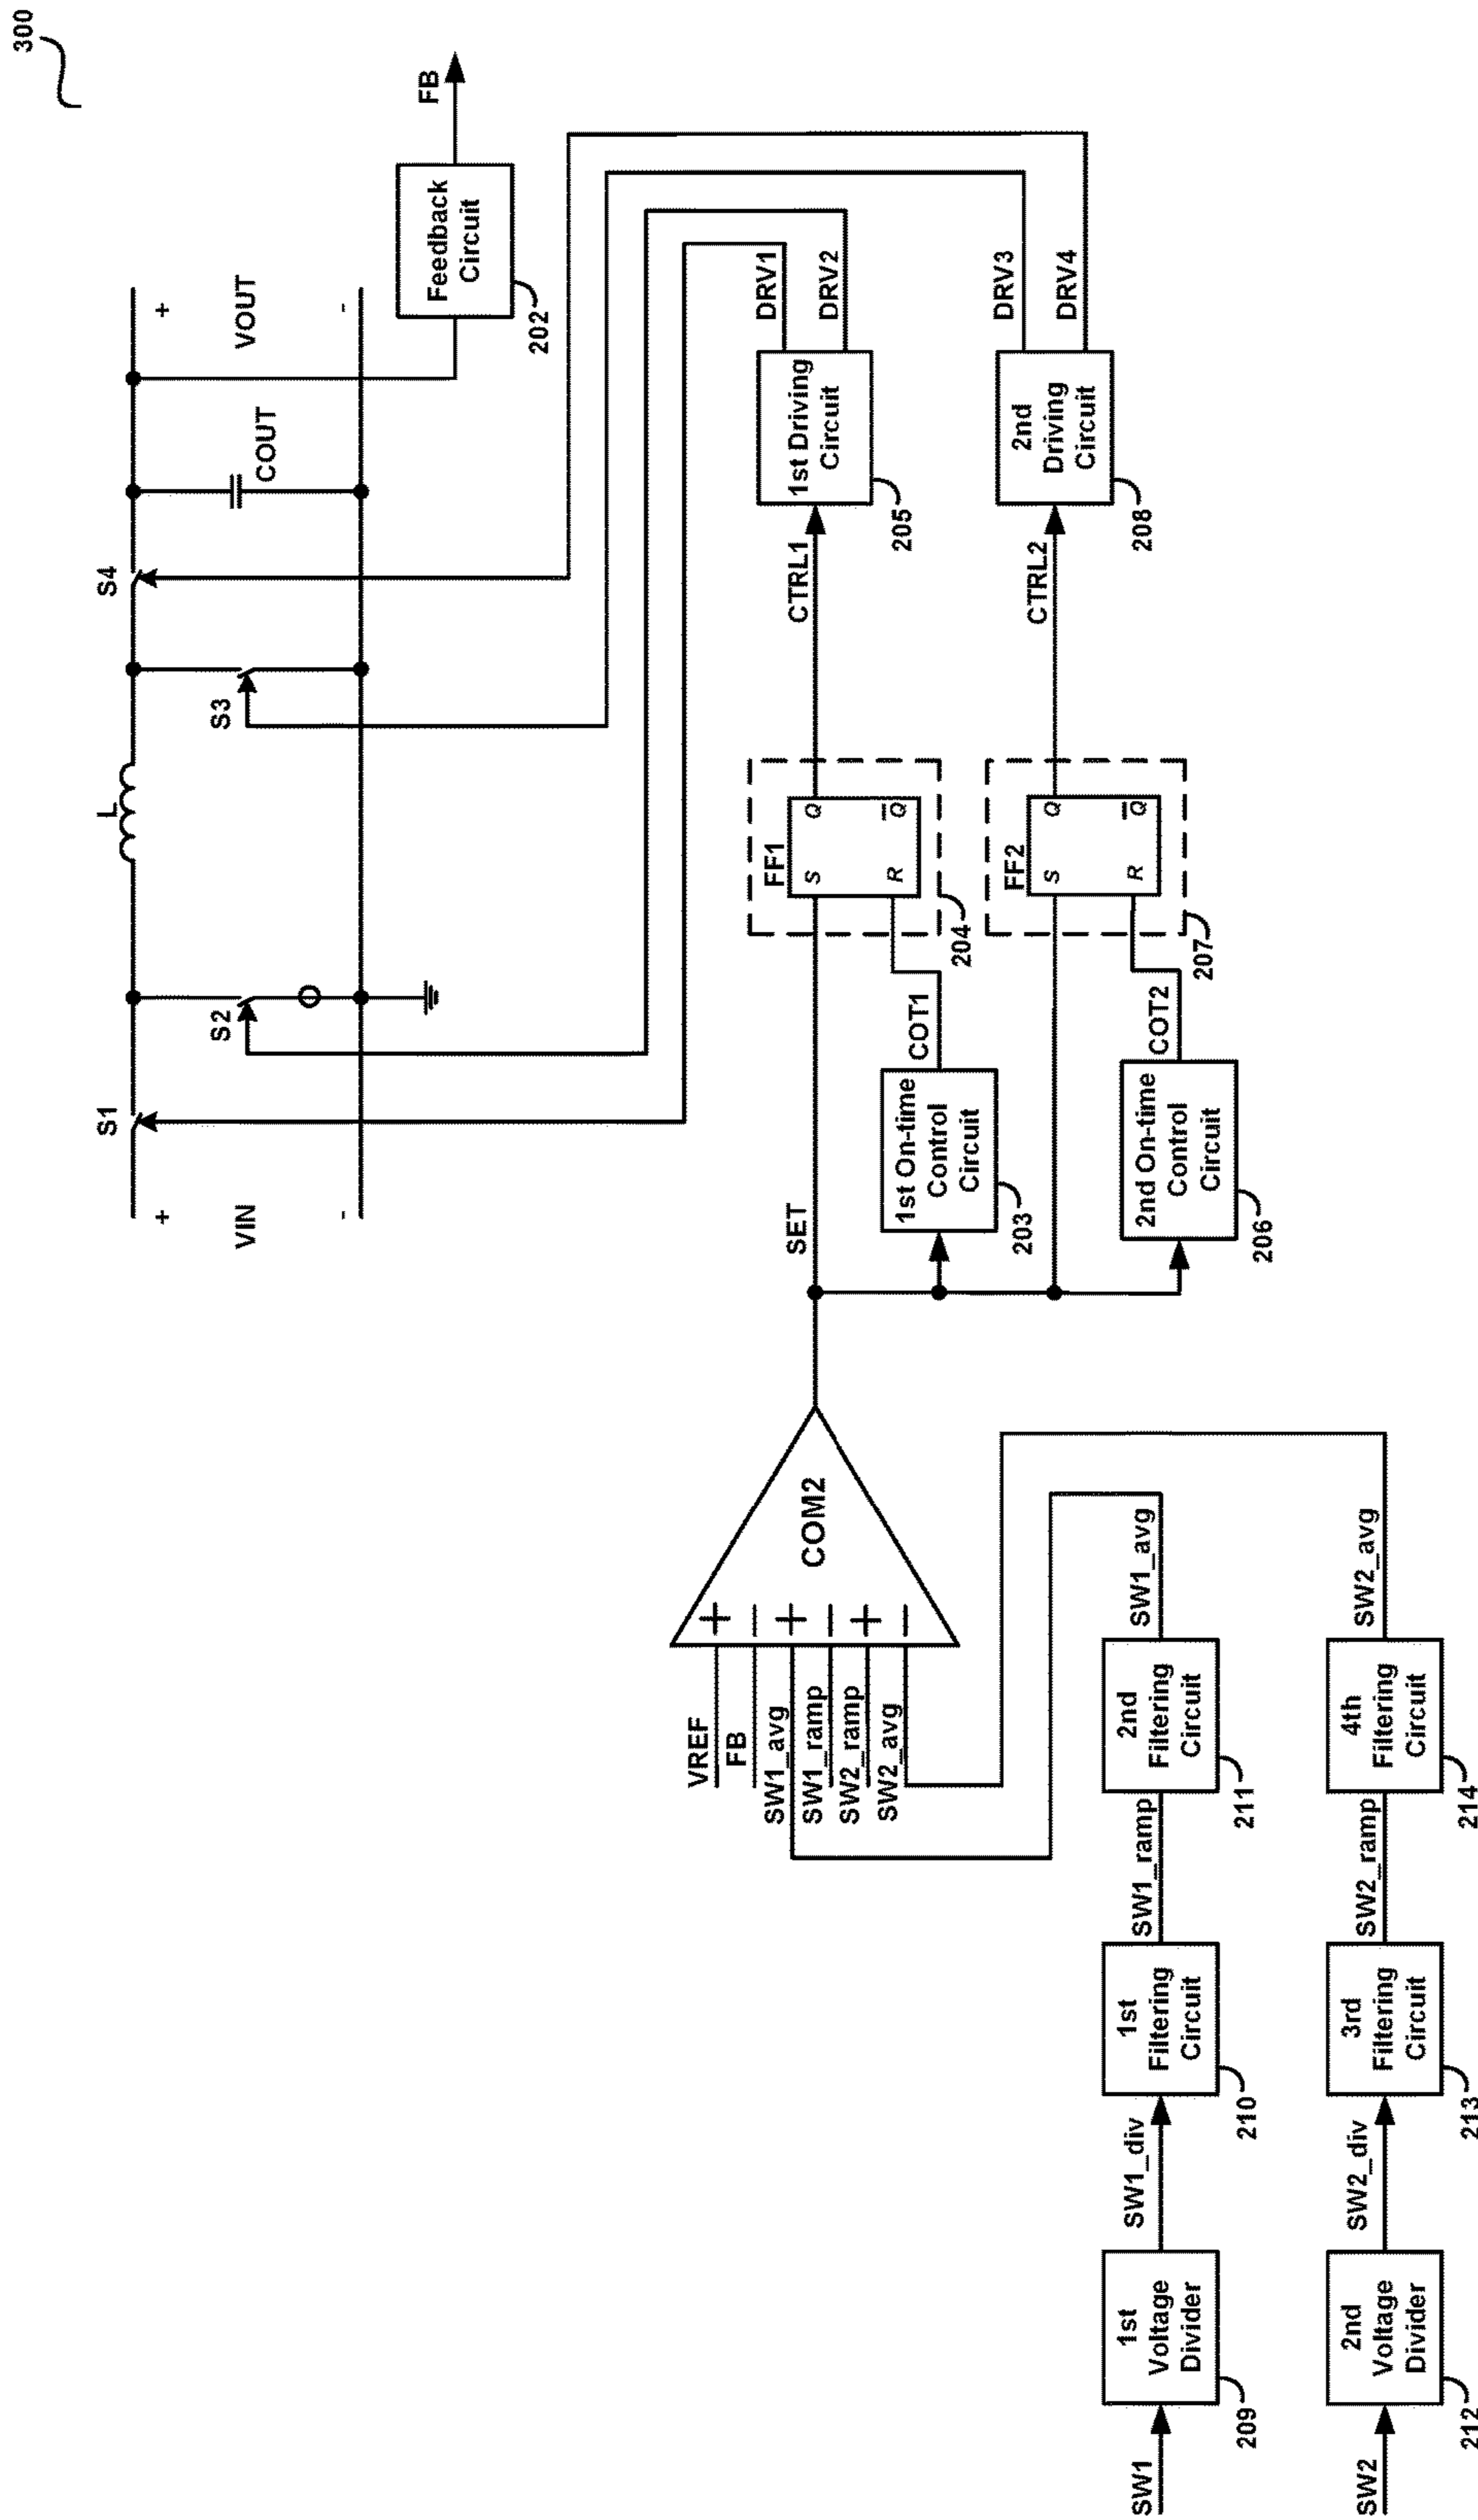 300
S1
S2
L
S3
S4
COUT
+
VIN
-
+
VOUT
-
Feedback
Circuit
202
FB
VREF
FB
SW1_avg
SW1_ramp
SW2_ramp
SW2_avg
+
−
+
−
+
−
COM2
SET
1st On-time
Control
Circuit
203
COT1
FF1
S
Q
R
Q̅
204
CTRL1
1st Driving
Circuit
205
DRV1
DRV2
2nd On-time
Control
Circuit
206
COT2
FF2
S
Q
R
Q̅
207
CTRL2
2nd
Driving
Circuit
208
DRV3
DRV4
SW1
1st
Voltage
Divider
209
SW1_div
1st
Filtering
Circuit
210
SW1_ramp
2nd
Filtering
Circuit
211
SW1_avg
SW2
2nd
Voltage
Divider
212
SW2_div
3rd
Filtering
Circuit
213
SW2_ramp
4th
Filtering
Circuit
214
SW2_avg